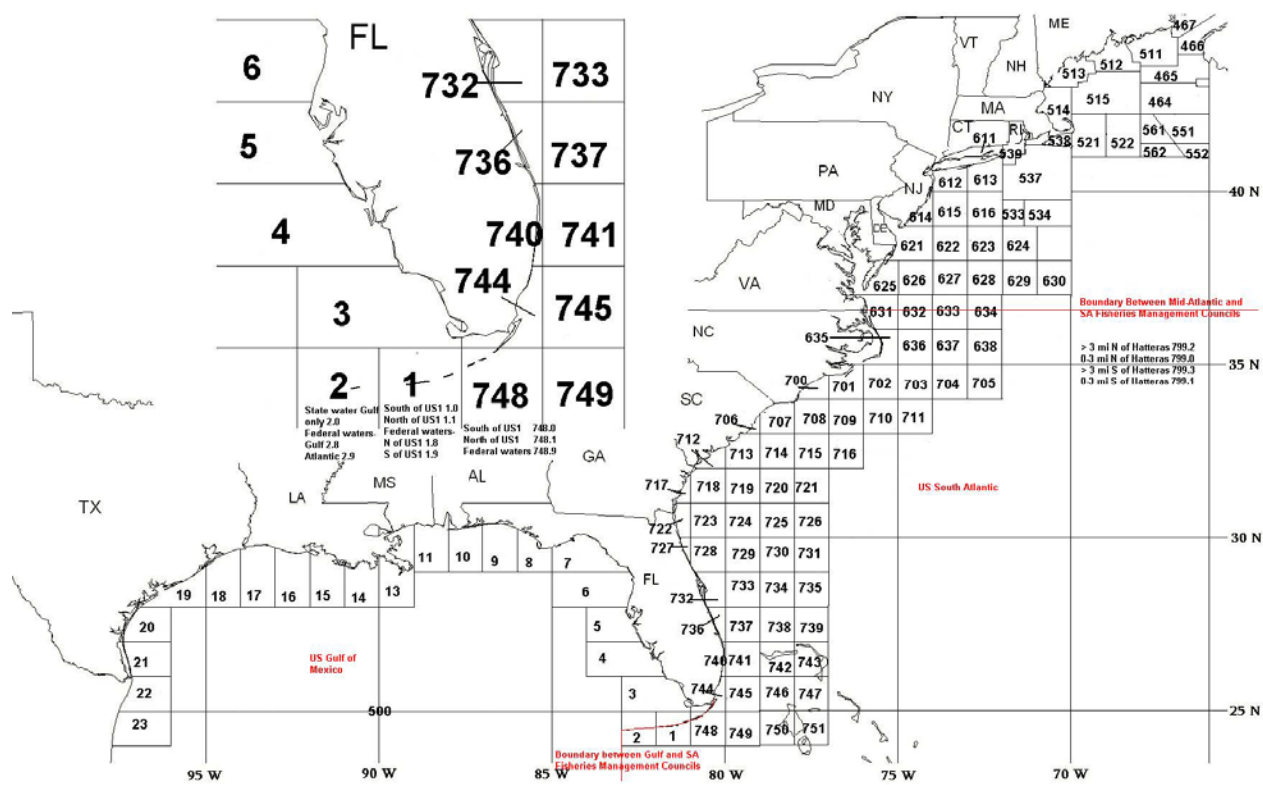 FL
6
732
733
5
736
737
4
740
741
744
3
745
2
1
748
749
State water Gulf
only 2.0
Federal waters-
Gulf 2.8
Atlantic 2.9
South of US1 1.0
North of US1 1.1
Federal waters-
N of US1 1.8
S of US1 1.9
South of US1 748.0
North of US1 748.1
Federal waters 748.9
ME
467
VT
511
466
NH
512
513
465
NY
MA
514
515
464
CT
RI
611
538
521
522
561
551
539
562
552
PA
612
613
537
40 N
NJ
MD
614
615
616
533
534
DE
621
622
623
624
VA
625
626
627
628
629
630
Boundary Between Mid-Atlantic and
SA Fisheries Management Councils
631
632
633
634
NC
635
636
637
638
> 3 mi N of Hatteras 799.2
0-3 mi N of Hatteras 799.0
> 3 mi S of Hatteras 799.3
0-3 mi S of Hatteras 799.1
35 N
700
701
702
703
704
705
SC
706
707
708
709
710
711
712
713
714
715
716
GA
AL
MS
LA
TX
717
718
719
720
721
US South Atlantic
722
723
724
725
726
30 N
727
728
729
730
731
11
10
9
8
7
FL
19
18
17
16
15
14
13
6
732
733
734
735
20
5
736
737
738
739
21
US Gulf of
Mexico
4
740
741
742
743
22
3
744
745
746
747
23
500
25 N
2
1
748
749
750
751
Boundary between Gulf and SA
Fisheries Management Councils
95 W
90 W
85 W
80 W
75 W
70 W